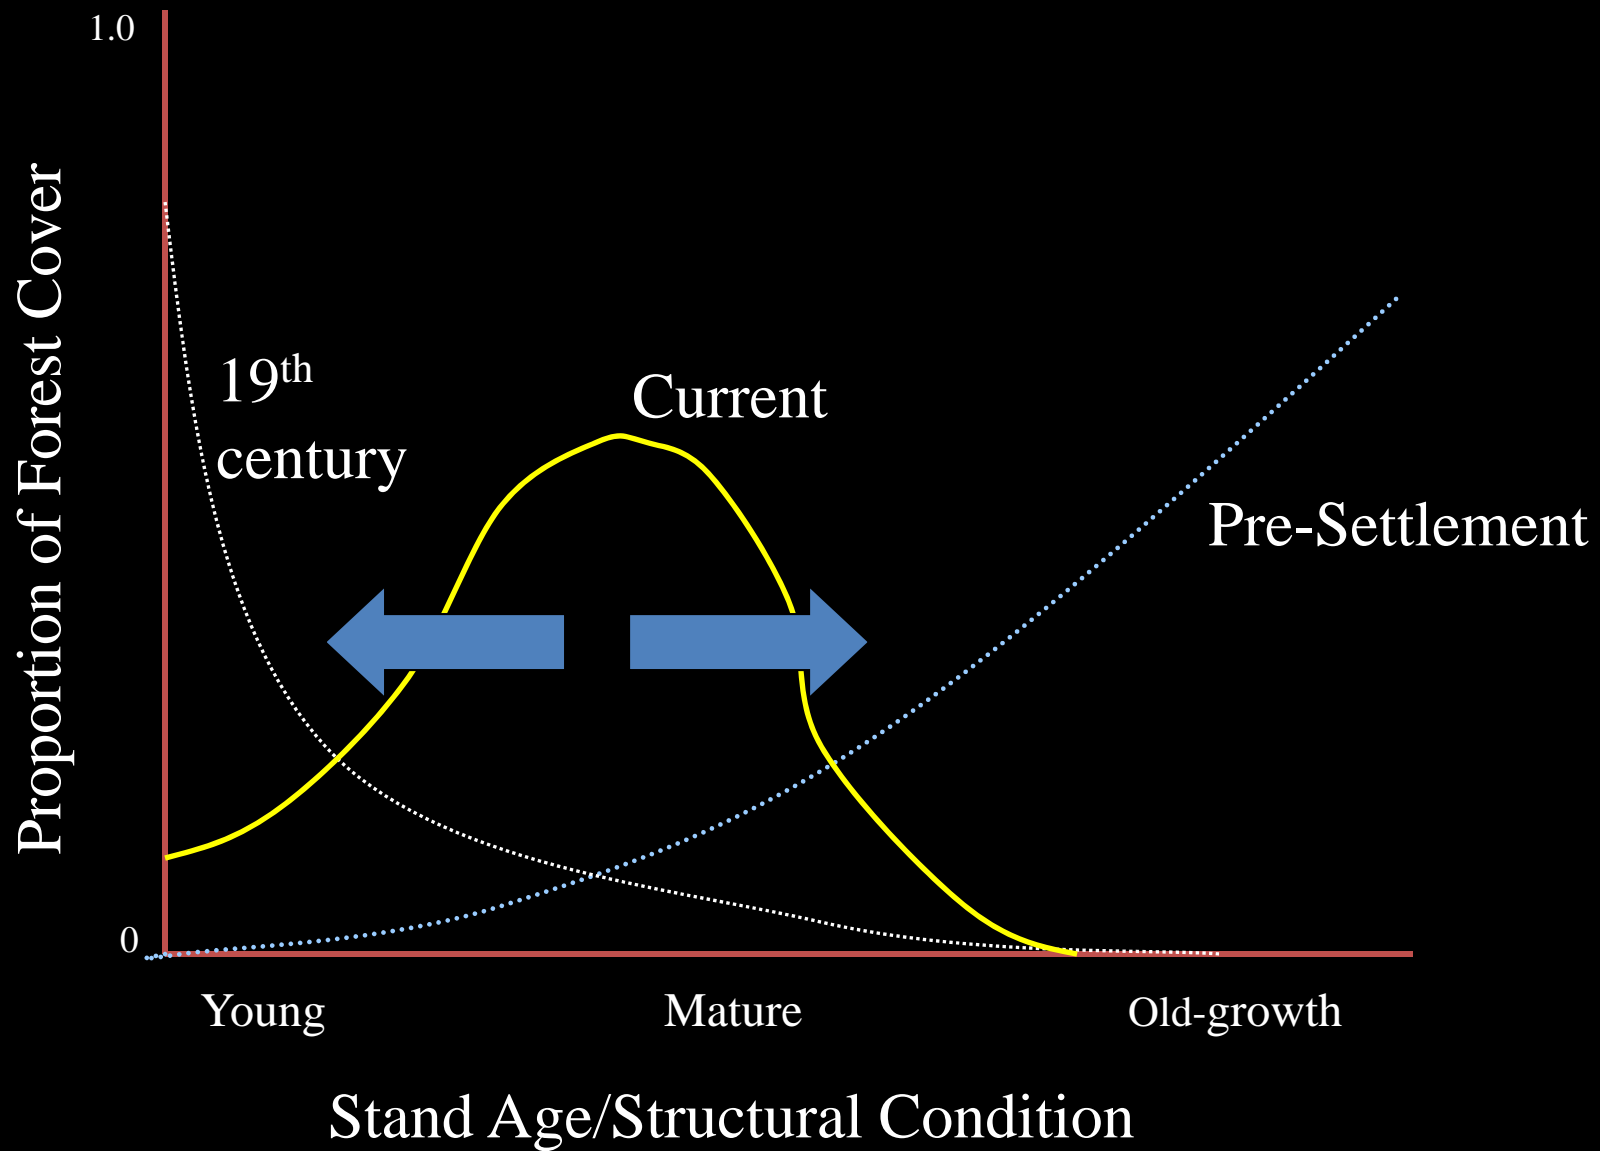 1.0
Proportion of Forest Cover
19th
century
Current
Pre-Settlement
0
Young
Mature
Old-growth
Stand Age/Structural Condition